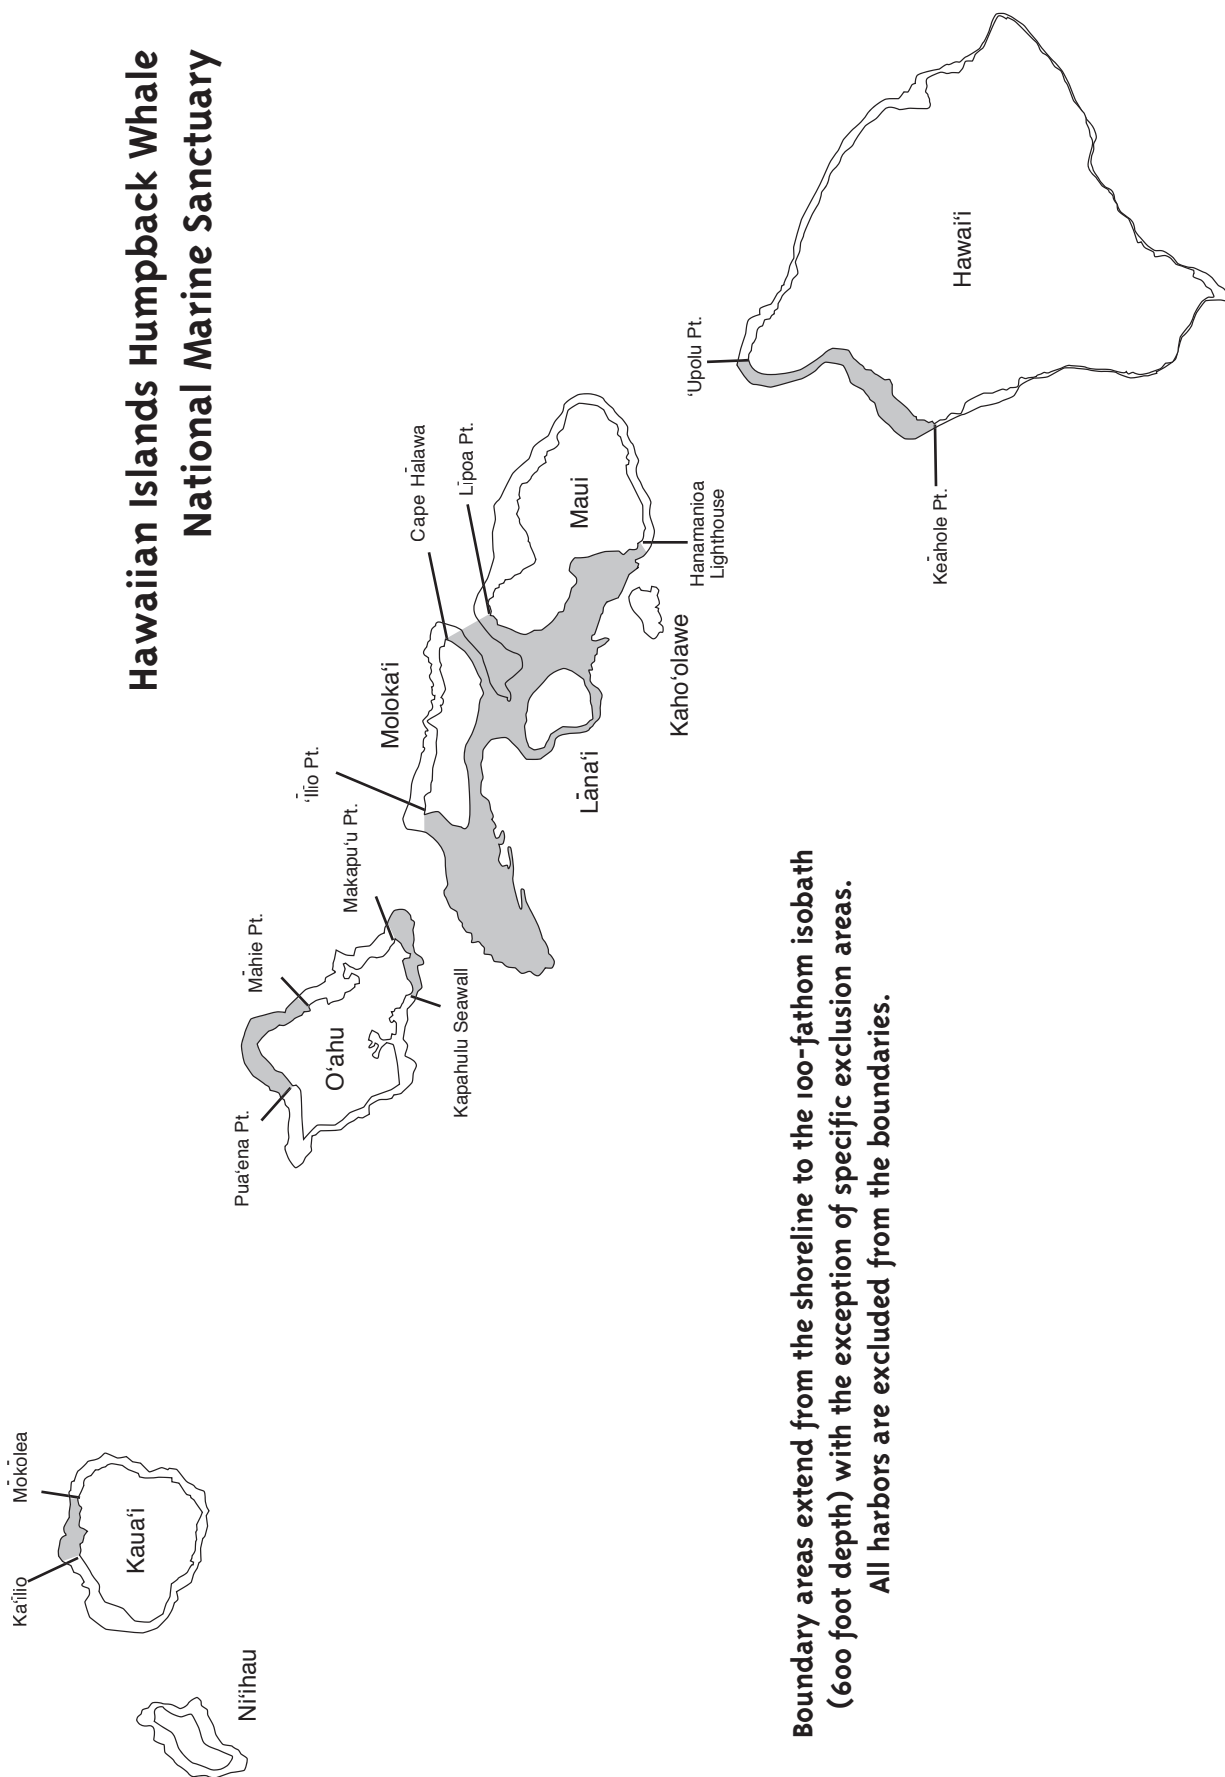 Hawaiian Islands Humpback Whale
National Marine Sanctuary
Ka‘īlio
Mōkōlea
Kaua‘i
Ni‘ihau
Pua‘ena Pt.
Māhie Pt.
O‘ahu
Makapu‘u Pt.
Kapahulu Seawall
‘Īlīo Pt.
Moloka‘i
Cape Hālawa
Līpoa Pt.
Maui
Lāna‘i
Kaho‘olawe
Hanamanioa
Lighthouse
‘Upolu Pt.
Keāhole Pt.
Hawai‘i
Boundary areas extend from the shoreline to the 100-fathom isobath
(600 foot depth) with the exception of specific exclusion areas.
All harbors are excluded from the boundaries.